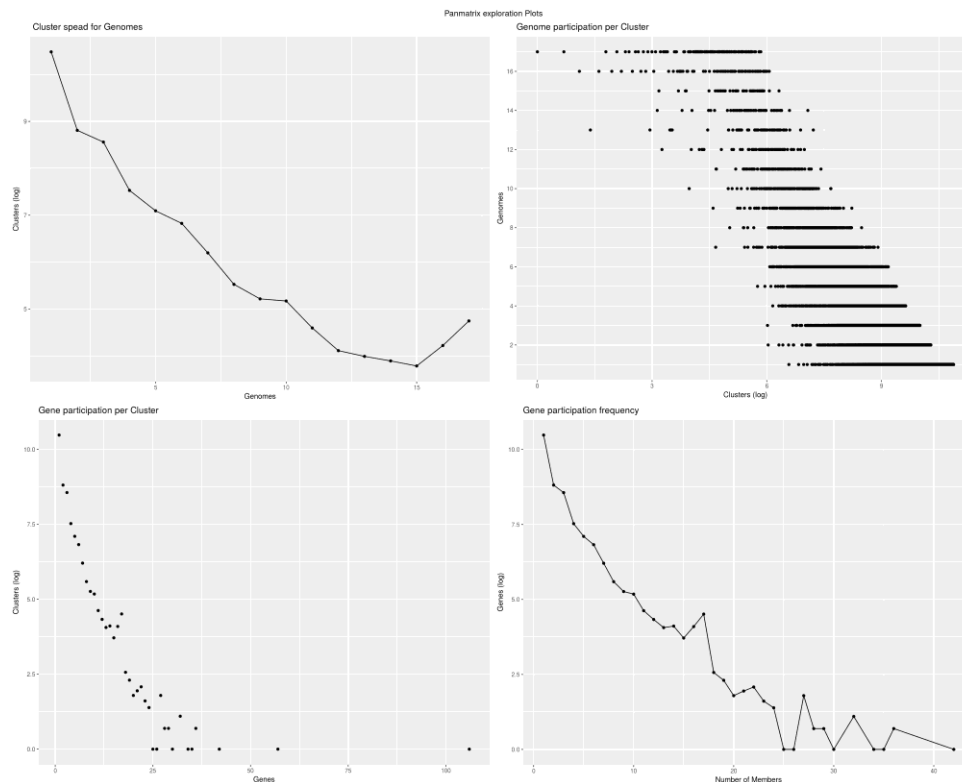 Panmatrix exploration Plots
Cluster spead for Genomes
9
7
5
Clusters (log)
5
10
15
Genomes
Genome participation per Cluster
16
14
12
10
8
6
4
2
Genomes
0
3
6
9
Clusters (log)
Gene participation per Cluster
10.0
7.5
5.0
2.5
0.0
Clusters (log)
0
25
50
75
100
Genes
Gene participation frequency
10.0
7.5
5.0
2.5
0.0
Genes (log)
0
10
20
30
40
Number of Members